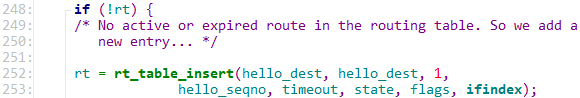 248: if (!rt) {
249: /* No active or expired route in the routing table. So we add a
250: new entry... */
251:
252: rt = rt_table_insert(hello_dest, hello_dest, 1,
253: hello_seqno, timeout, state, flags, ifindex);